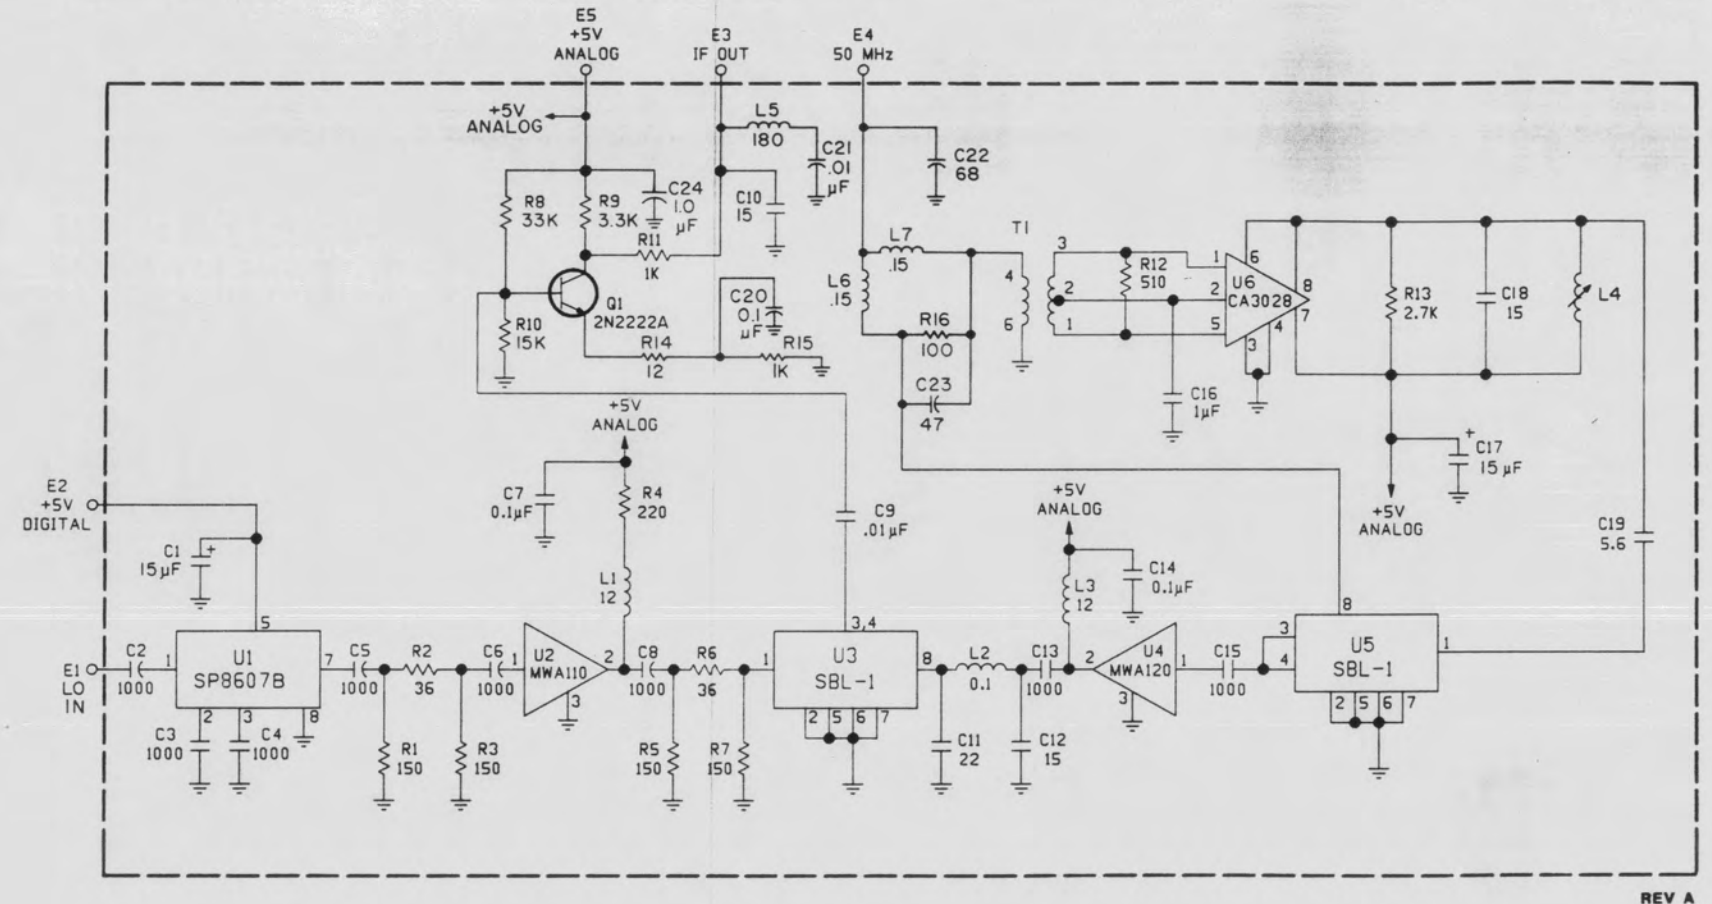 E5
+5V
ANALOG
E3
IF OUT
E4
50 MHz
+5V
ANALOG
L5
180
C21
.01
µF
C22
68
R8
33K
R9
3.3K
C24
1.0
µF
C10
15
R11
1K
L7
.15
T1
L6
.15
4
6
3
2
1
R12
510
1
2
5
6
U6
CA3028
8
7
3
4
R13
2.7K
C18
15
L4
Q1
2N2222A
C20
0.1
µF
R10
15K
R14
12
R15
1K
R16
100
C23
47
C16
1µF
+5V
ANALOG
C17
+
15µF
+5V
ANALOG
E2
+5V
DIGITAL
C7
0.1µF
R4
220
C9
.01µF
+5V
ANALOG
C19
5.6
C1
+
15µF
L1
12
L3
12
C14
0.1µF
E1
LO
IN
C2
1000
1
5
U1
SP8607B
7
2
3
8
C5
1000
R2
36
C6
1000
1
U2
MWA110
2
3
C8
1000
R6
36
1
3,4
U3
SBL-1
8
2
5
6
7
L2
0.1
C13
1000
2
U4
MWA120
1
3
C15
1000
3
4
8
U5
SBL-1
1
2
5
6
7
C3
1000
C4
1000
R1
150
R3
150
R5
150
R7
150
C11
22
C12
15
REV A